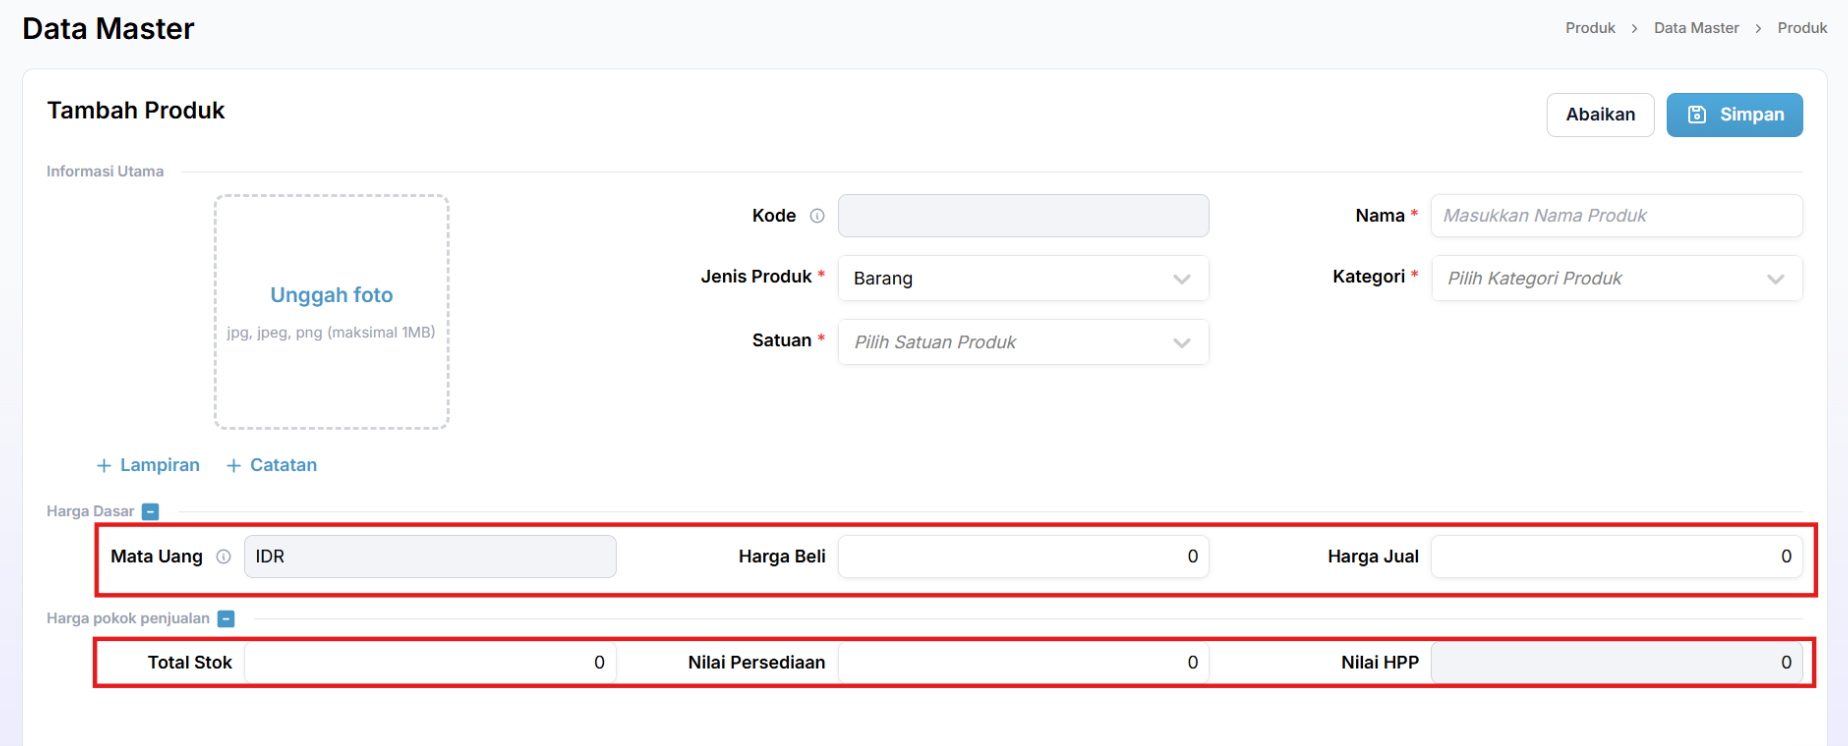 Data Master
Produk > Data Master > Produk
Tambah Produk
Abaikan
Simpan
Informasi Utama
Unggah foto
jpg, jpeg, png (maksimal 1MB)
Kode
Nama * Masukkan Nama Produk
Jenis Produk * Barang
Kategori * Pilih Kategori Produk
Satuan * Pilih Satuan Produk
+ Lampiran + Catatan
Harga Dasar -
Mata Uang IDR Harga Beli 0 Harga Jual 0
Harga pokok penjualan -
Total Stok 0 Nilai Persediaan 0 Nilai HPP 0